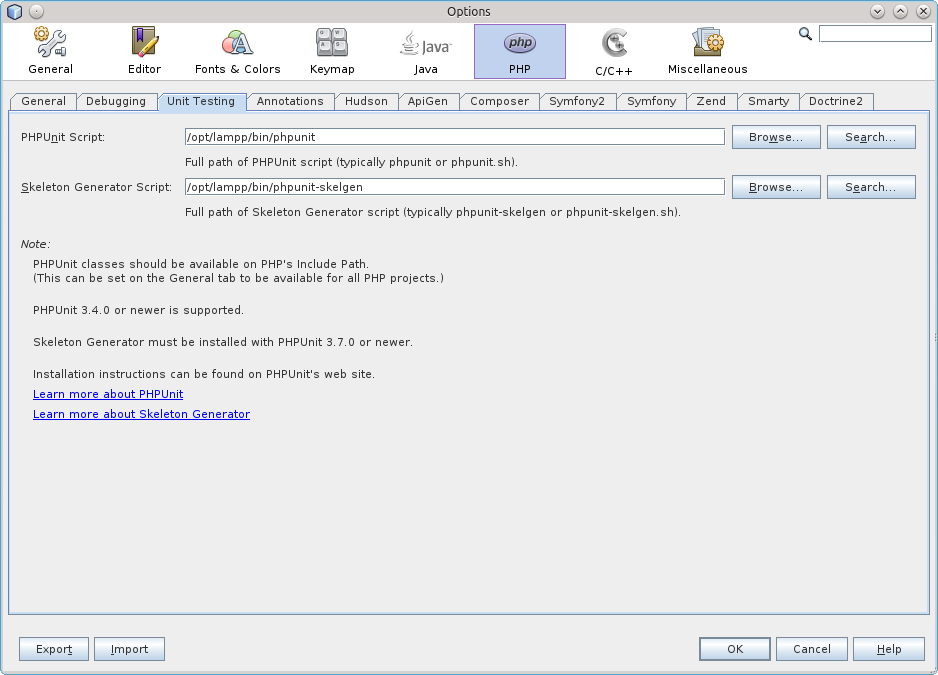 Options
General Editor Fonts & Colors Keymap Java PHP C/C++ Miscellaneous
General Debugging Unit Testing Annotations Hudson ApiGen Composer Symfony2 Symfony Zend Smarty Doctrine2
PHPUnit Script: /opt/lampp/bin/phpunit Browse... Search...
Full path of PHPUnit script (typically phpunit or phpunit.sh).
Skeleton Generator Script: /opt/lampp/bin/phpunit-skelgen Browse... Search...
Full path of Skeleton Generator script (typically phpunit-skelgen or phpunit-skelgen.sh).
Note:
PHPUnit classes should be available on PHP's Include Path.
(This can be set on the General tab to be available for all PHP projects.)
PHPUnit 3.4.0 or newer is supported.
Skeleton Generator must be installed with PHPUnit 3.7.0 or newer.
Installation instructions can be found on PHPUnit's web site.
Learn more about PHPUnit
Learn more about Skeleton Generator
Export Import OK Cancel Help